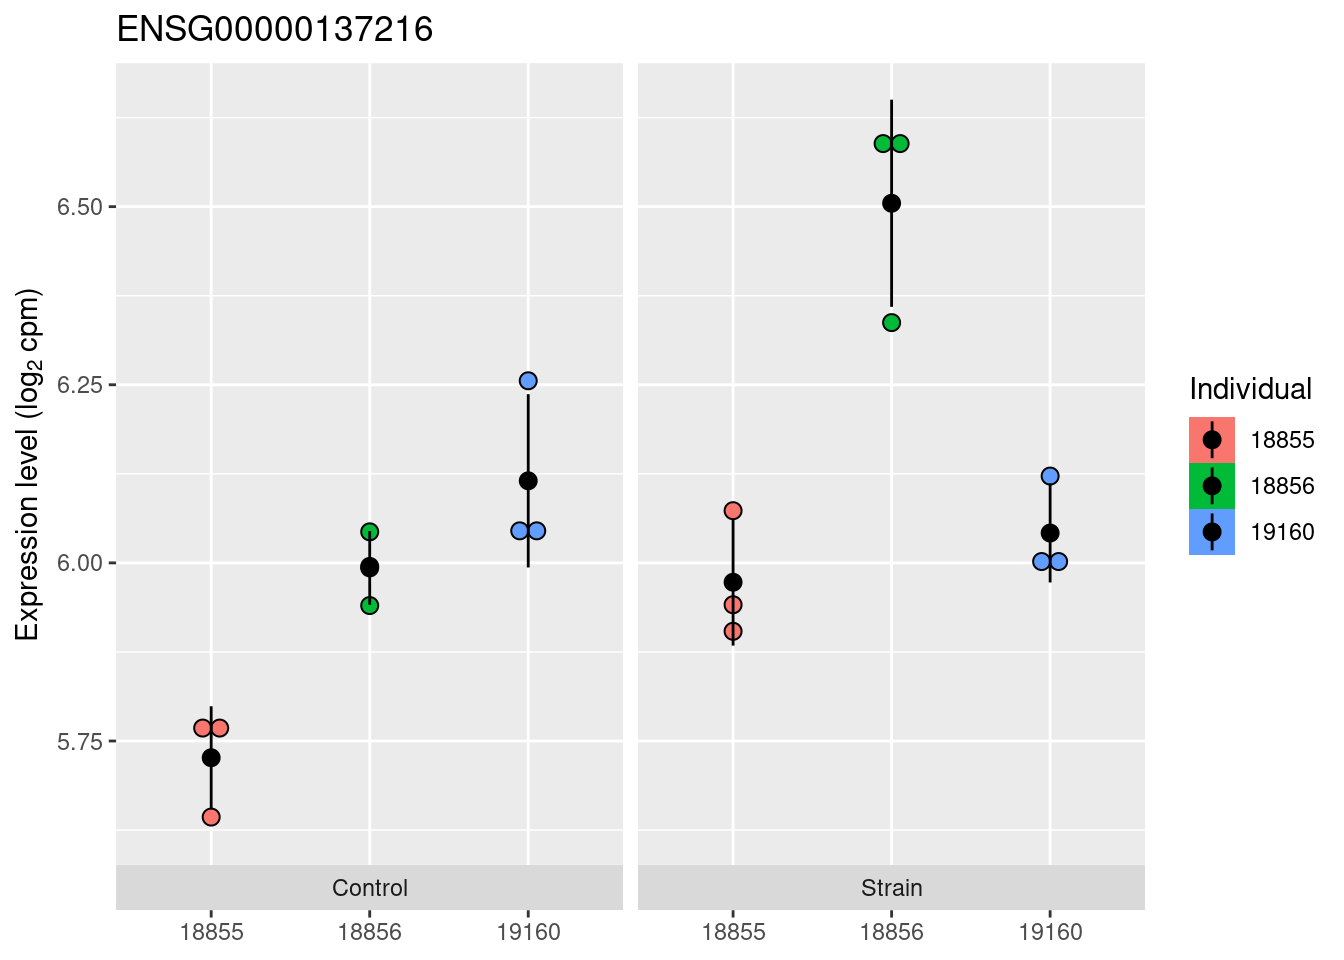 ENSG00000137216
Expression level (log2 cpm)
6.50
6.25
6.00
5.75
Control
Strain
18855
18856
19160
18855
18856
19160
Individual
18855
18856
19160